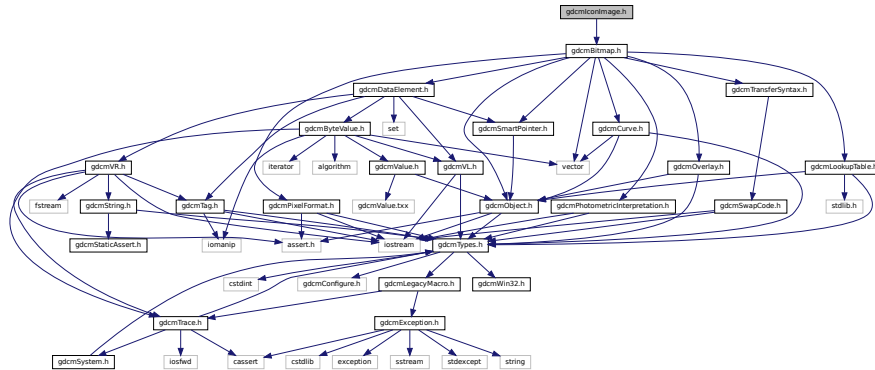 gdcmIconImage.h
gdcmBitmap.h
gdcmDataElement.h
gdcmTransferSyntax.h
gdcmByteValue.h
set
gdcmSmartPointer.h
gdcmCurve.h
gdcmVR.h
iterator
algorithm
gdcmValue.h
gdcmVL.h
vector
gdcmOverlay.h
gdcmLookupTable.h
fstream
gdcmString.h
gdcmTag.h
gdcmPixelFormat.h
gdcmValue.txx
gdcmObject.h
gdcmPhotometricInterpretation.h
gdcmSwapCode.h
stdlib.h
gdcmStaticAssert.h
iomanip
assert.h
iostream
gdcmTypes.h
cstdint
gdcmConfigure.h
gdcmLegacyMacro.h
gdcmWin32.h
gdcmTrace.h
gdcmException.h
gdcmSystem.h
iosfwd
cassert
cstdlib
exception
sstream
stdexcept
string